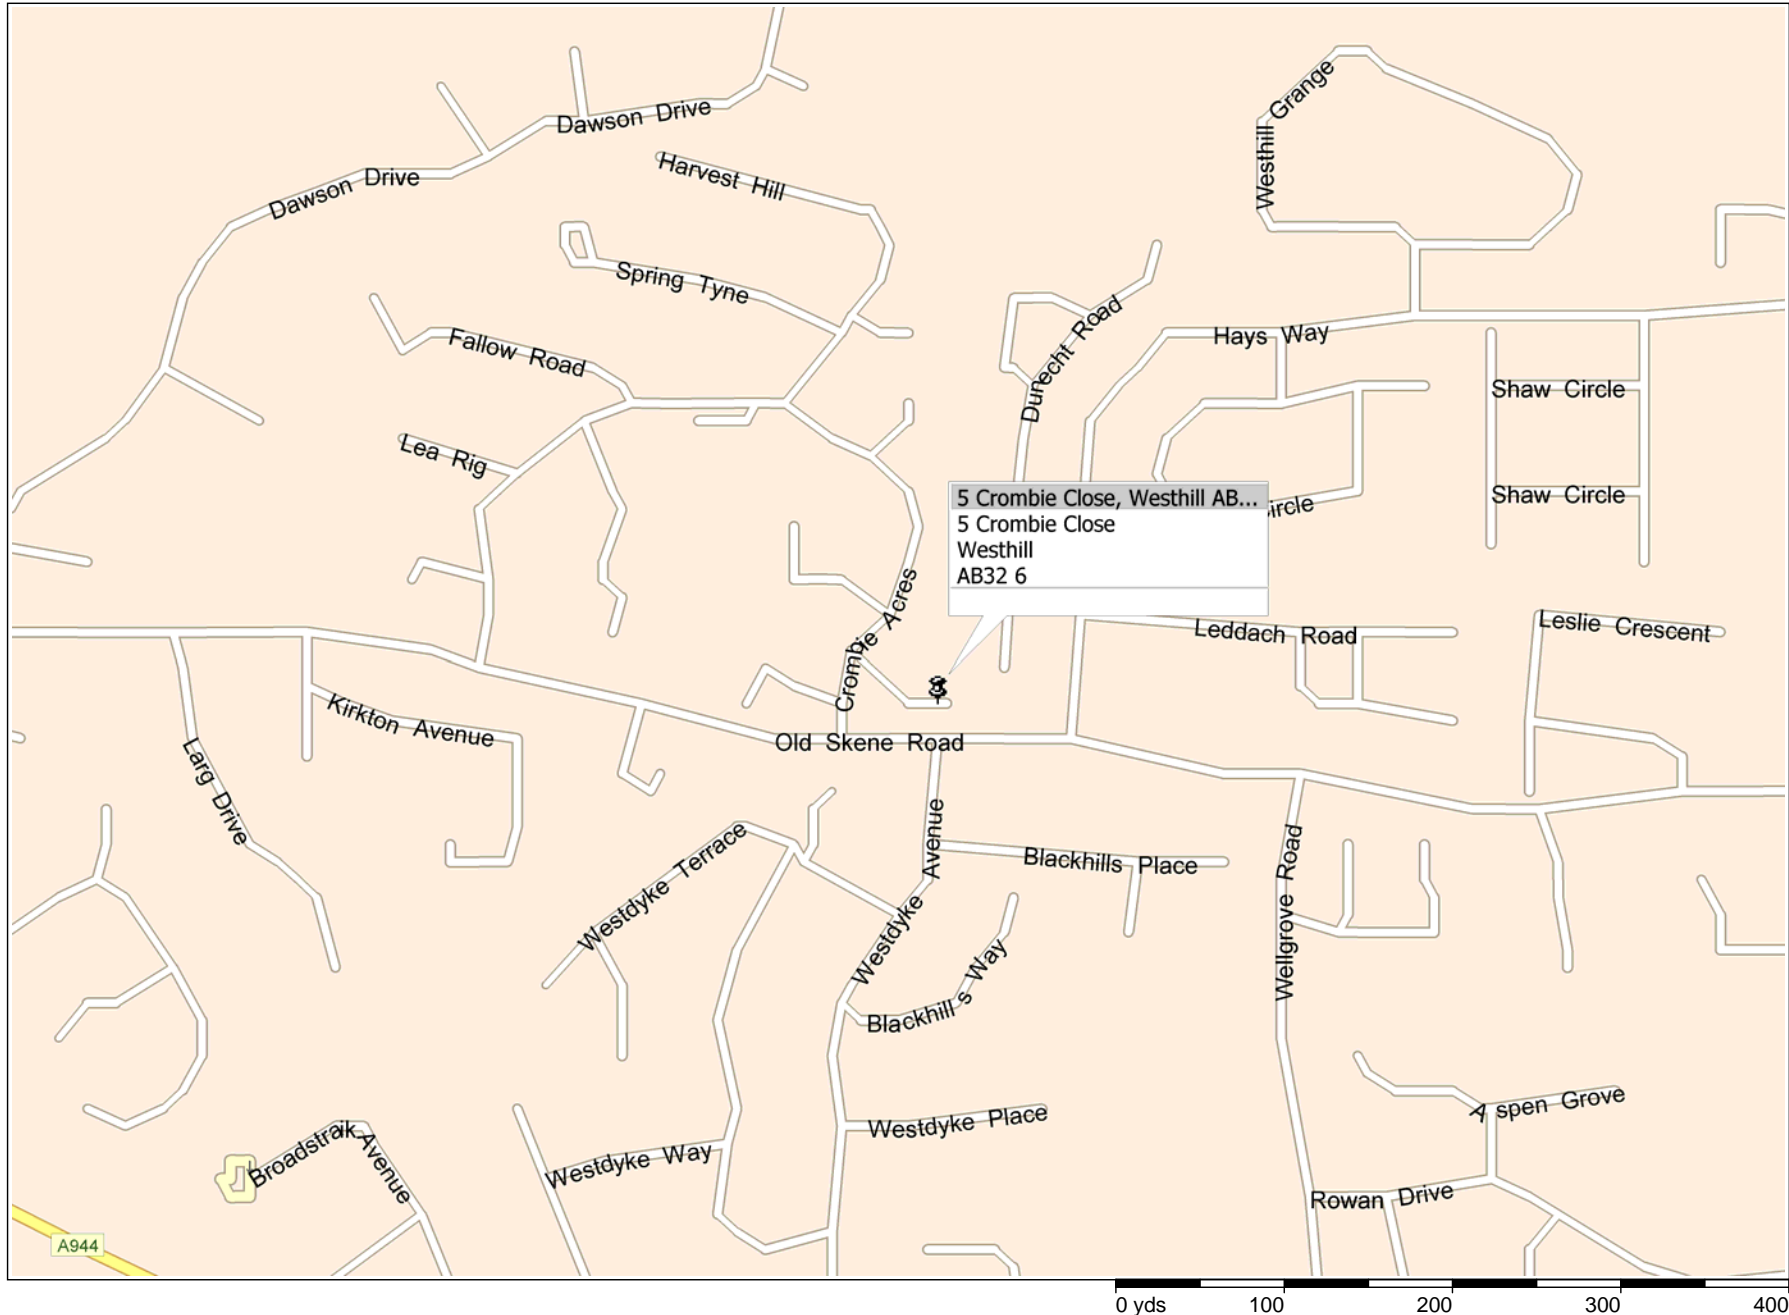 Dawson Drive
Westhill Grange
Dawson Drive
Harvest Hill
Spring Tyne
Dunecht Road
Hays Way
Fallow Road
Shaw Circle
Lea Rig
Shaw Circle
5 Crombie Close, Westhill AB...
5 Crombie Close
Westhill
AB32 6
ircle
Crombie Acres
Leddach Road
Leslie Crescent
Kirkton Avenue
Larg Drive
Old Skene Road
Westdyke Terrace
Westdyke Avenue
Blackhills Place
Wellgrove Road
Blackhill s Way
Westdyke Place
A spen Grove
Broadstraik Avenue
Westdyke Way
Rowan Drive
A944
0 yds 100 200 300 400